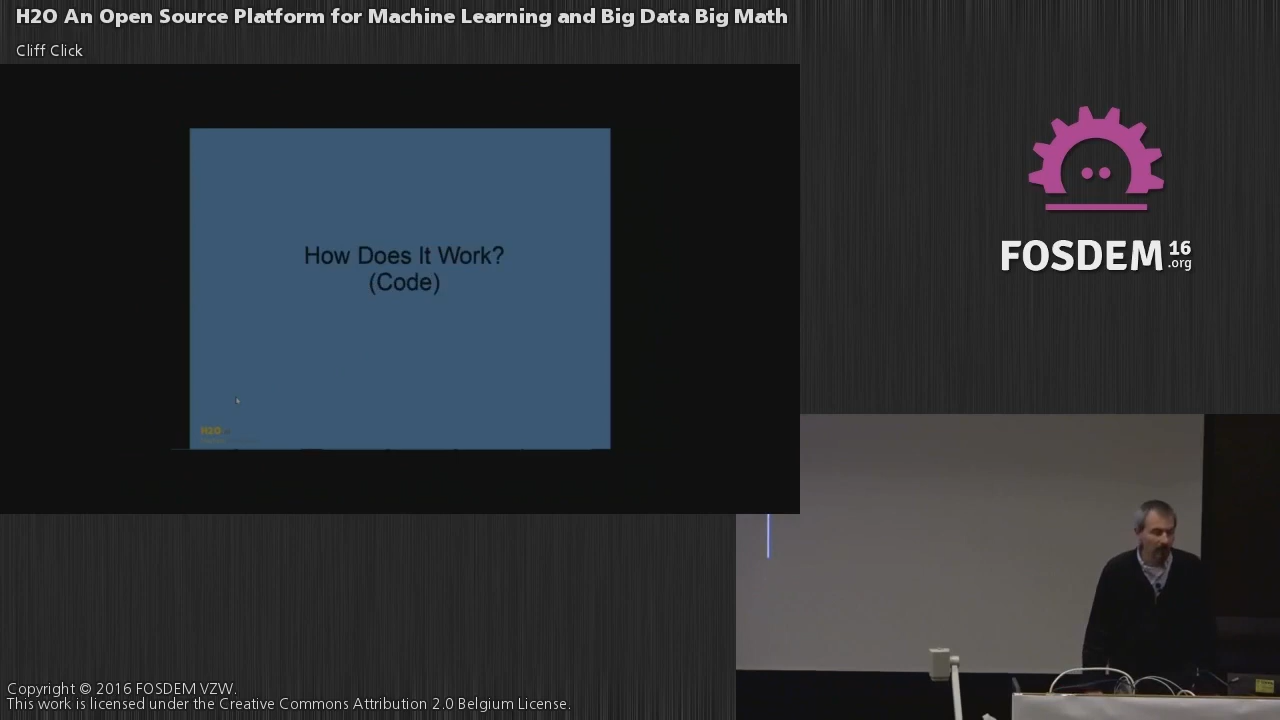 H2O An Open Source Platform for Machine Learning and Big Data Big Math
Cliff Click
How Does It Work?
(Code)
H2O
FOSDEM 16
.org
Copyright © 2016 FOSDEM VZW.
This work is licensed under the Creative Commons Attribution 2.0 Belgium License.